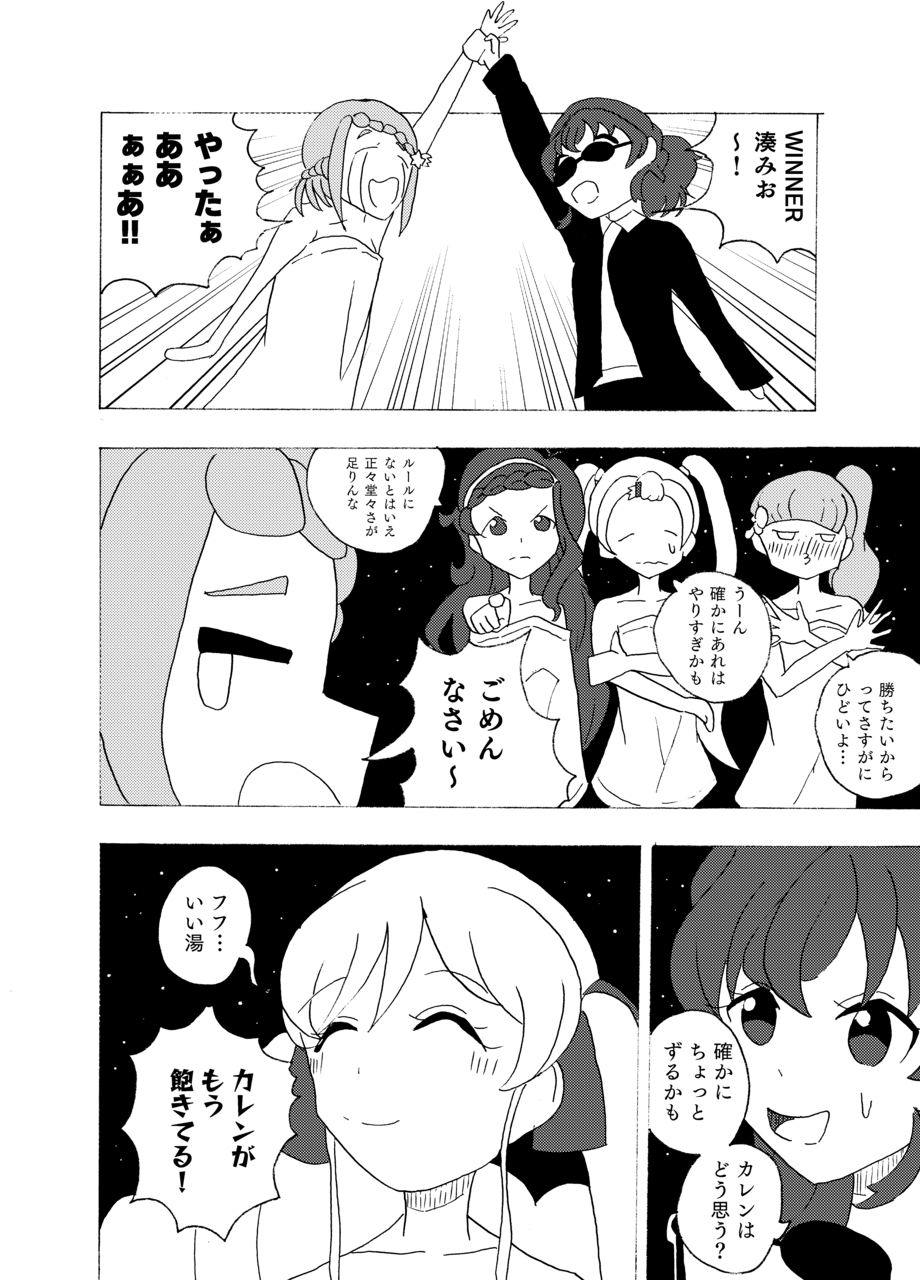 WINNER
湊みお
～！
やったぁ
ああ
ぁぁあ!!
勝ちたいから
ってさすがに
ひどいよ…
うーん
確かにあれは
やりすぎかも
ルールに
ないとはいえ
正々堂々さが
足りんな
ごめん
なさい～
確かに
ちょっと
ずるかも
カレンは
どう思う？
フフ…
いい湯
カレンが
もう
飽きてる！